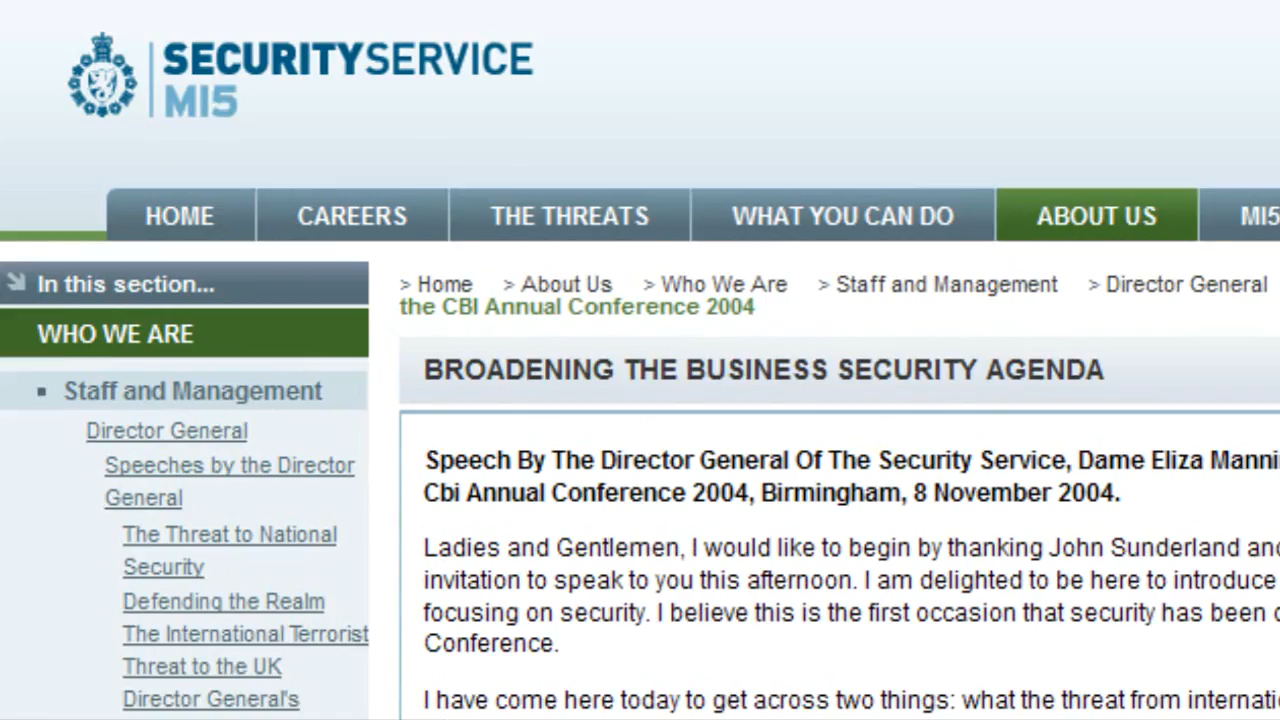 SECURITYSERVICE
MI5
HOME
CAREERS
THE THREATS
WHAT YOU CAN DO
ABOUT US
MI5
In this section...
WHO WE ARE
Staff and Management
Director General
Speeches by the Director
General
The Threat to National
Security
Defending the Realm
The International Terrorist
Threat to the UK
Director General's
> Home > About Us > Who We Are > Staff and Management > Director General
the CBI Annual Conference 2004
BROADENING THE BUSINESS SECURITY AGENDA
Speech By The Director General Of The Security Service, Dame Eliza
Cbi Annual Conference 2004, Birmingham, 8 November 2004.
Ladies and Gentlemen, I would like to begin by thanking John Sunderland
invitation to speak to you this afternoon. I am delighted to be here to introduce
focusing on security. I believe this is the first occasion that security has been
Conference.
I have come here today to get across two things: what the threat from